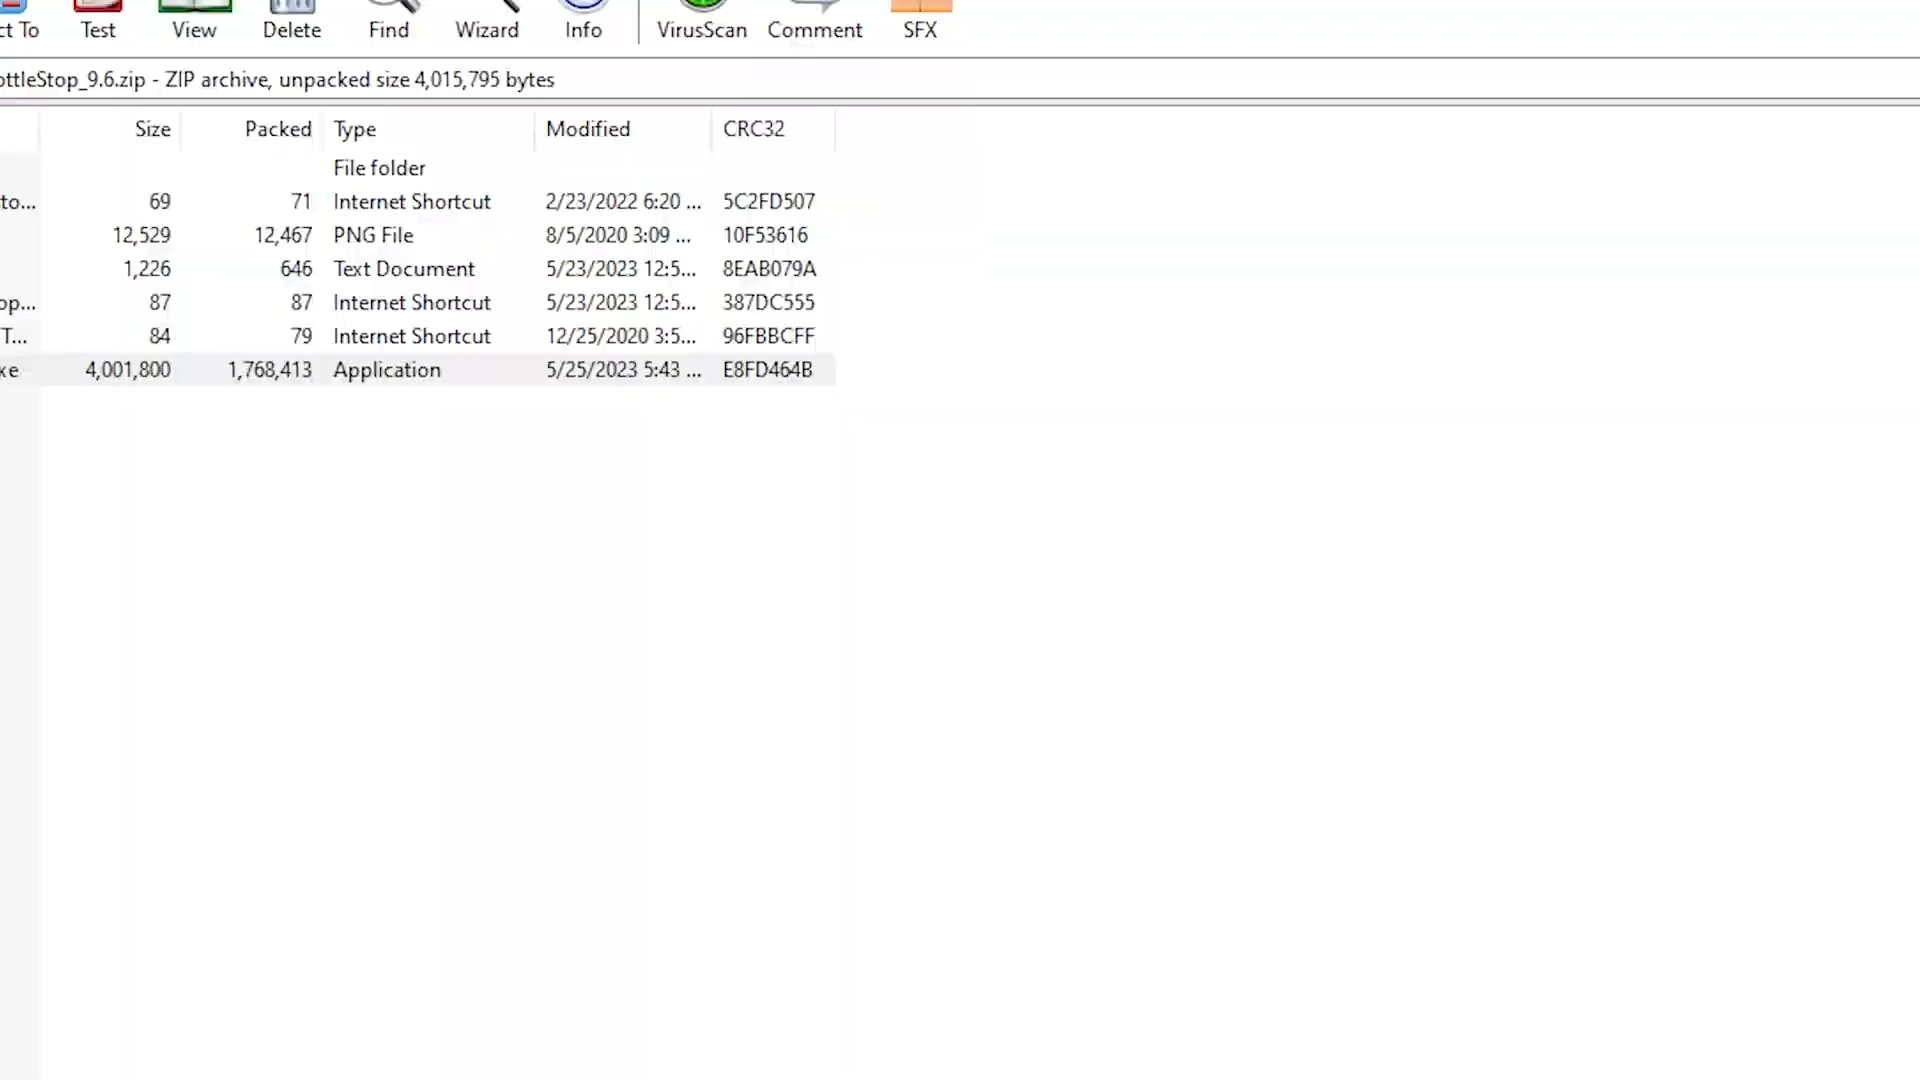 ct To Test View Delete Find Wizard Info VirusScan Comment SFX
ottleStop_9.6.zip - ZIP archive, unpacked size 4,015,795 bytes
Size Packed Type Modified CRC32
File folder
to... 69 71 Internet Shortcut 2/23/2022 6:20 ... 5C2FD507
12,529 12,467 PNG File 8/5/2020 3:09 ... 10F53616
1,226 646 Text Document 5/23/2023 12:5... 8EAB079A
op... 87 87 Internet Shortcut 5/23/2023 12:5... 387DC555
T... 84 79 Internet Shortcut 12/25/2020 3:5... 96FBBCFF
xe 4,001,800 1,768,413 Application 5/25/2023 5:43 ... E8FD464B